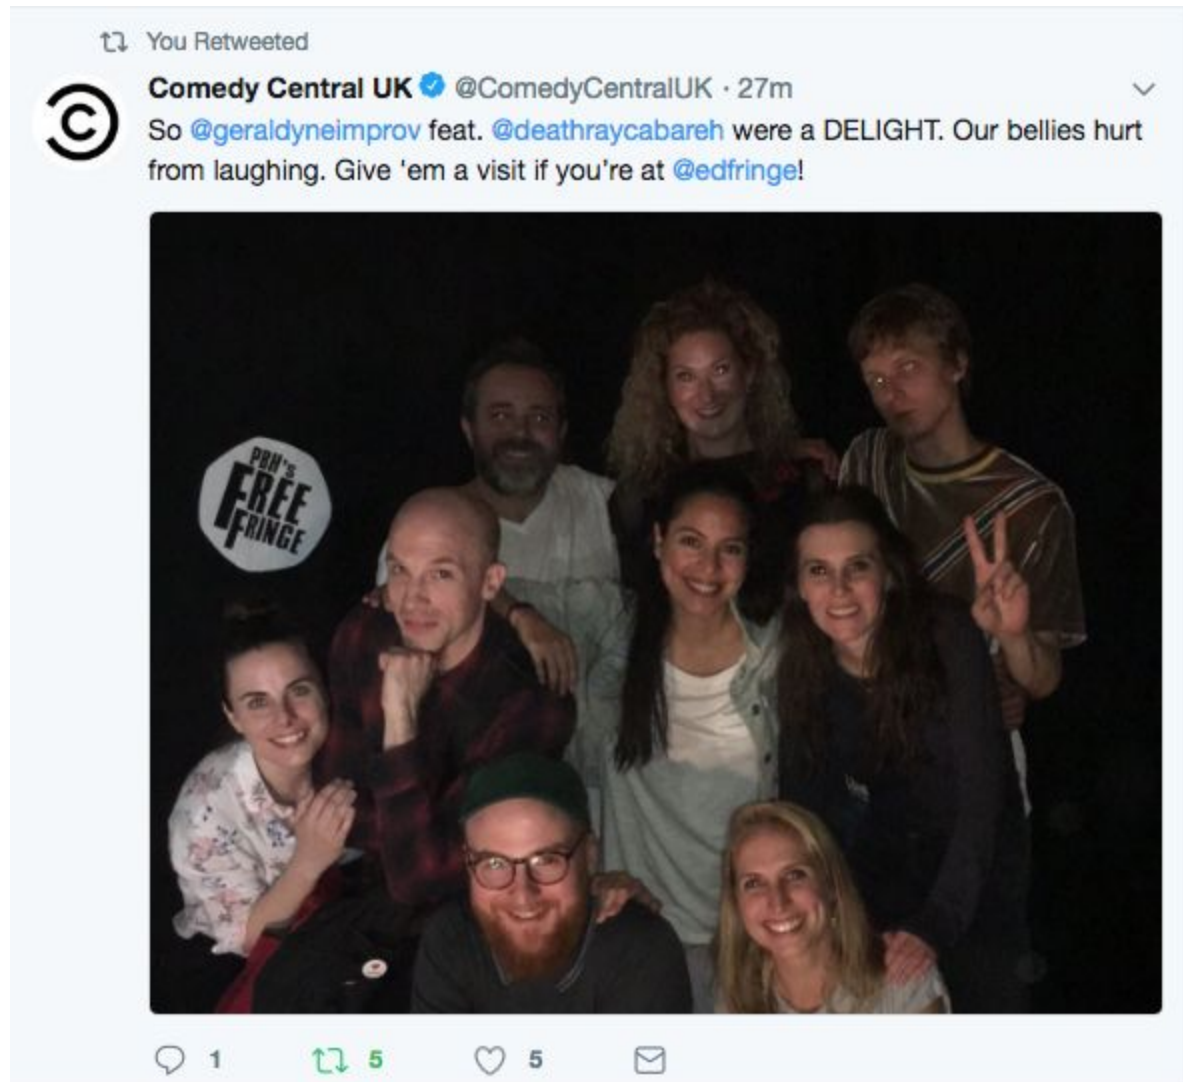 You Retweeted
Comedy Central UK @ComedyCentralUK · 27m
So @geraldyneimprov feat. @deathraycabareh were a DELIGHT. Our bellies hurt
from laughing. Give 'em a visit if you’re at @edfringe!
PBH's
FREE
FRINGE
1 5 5